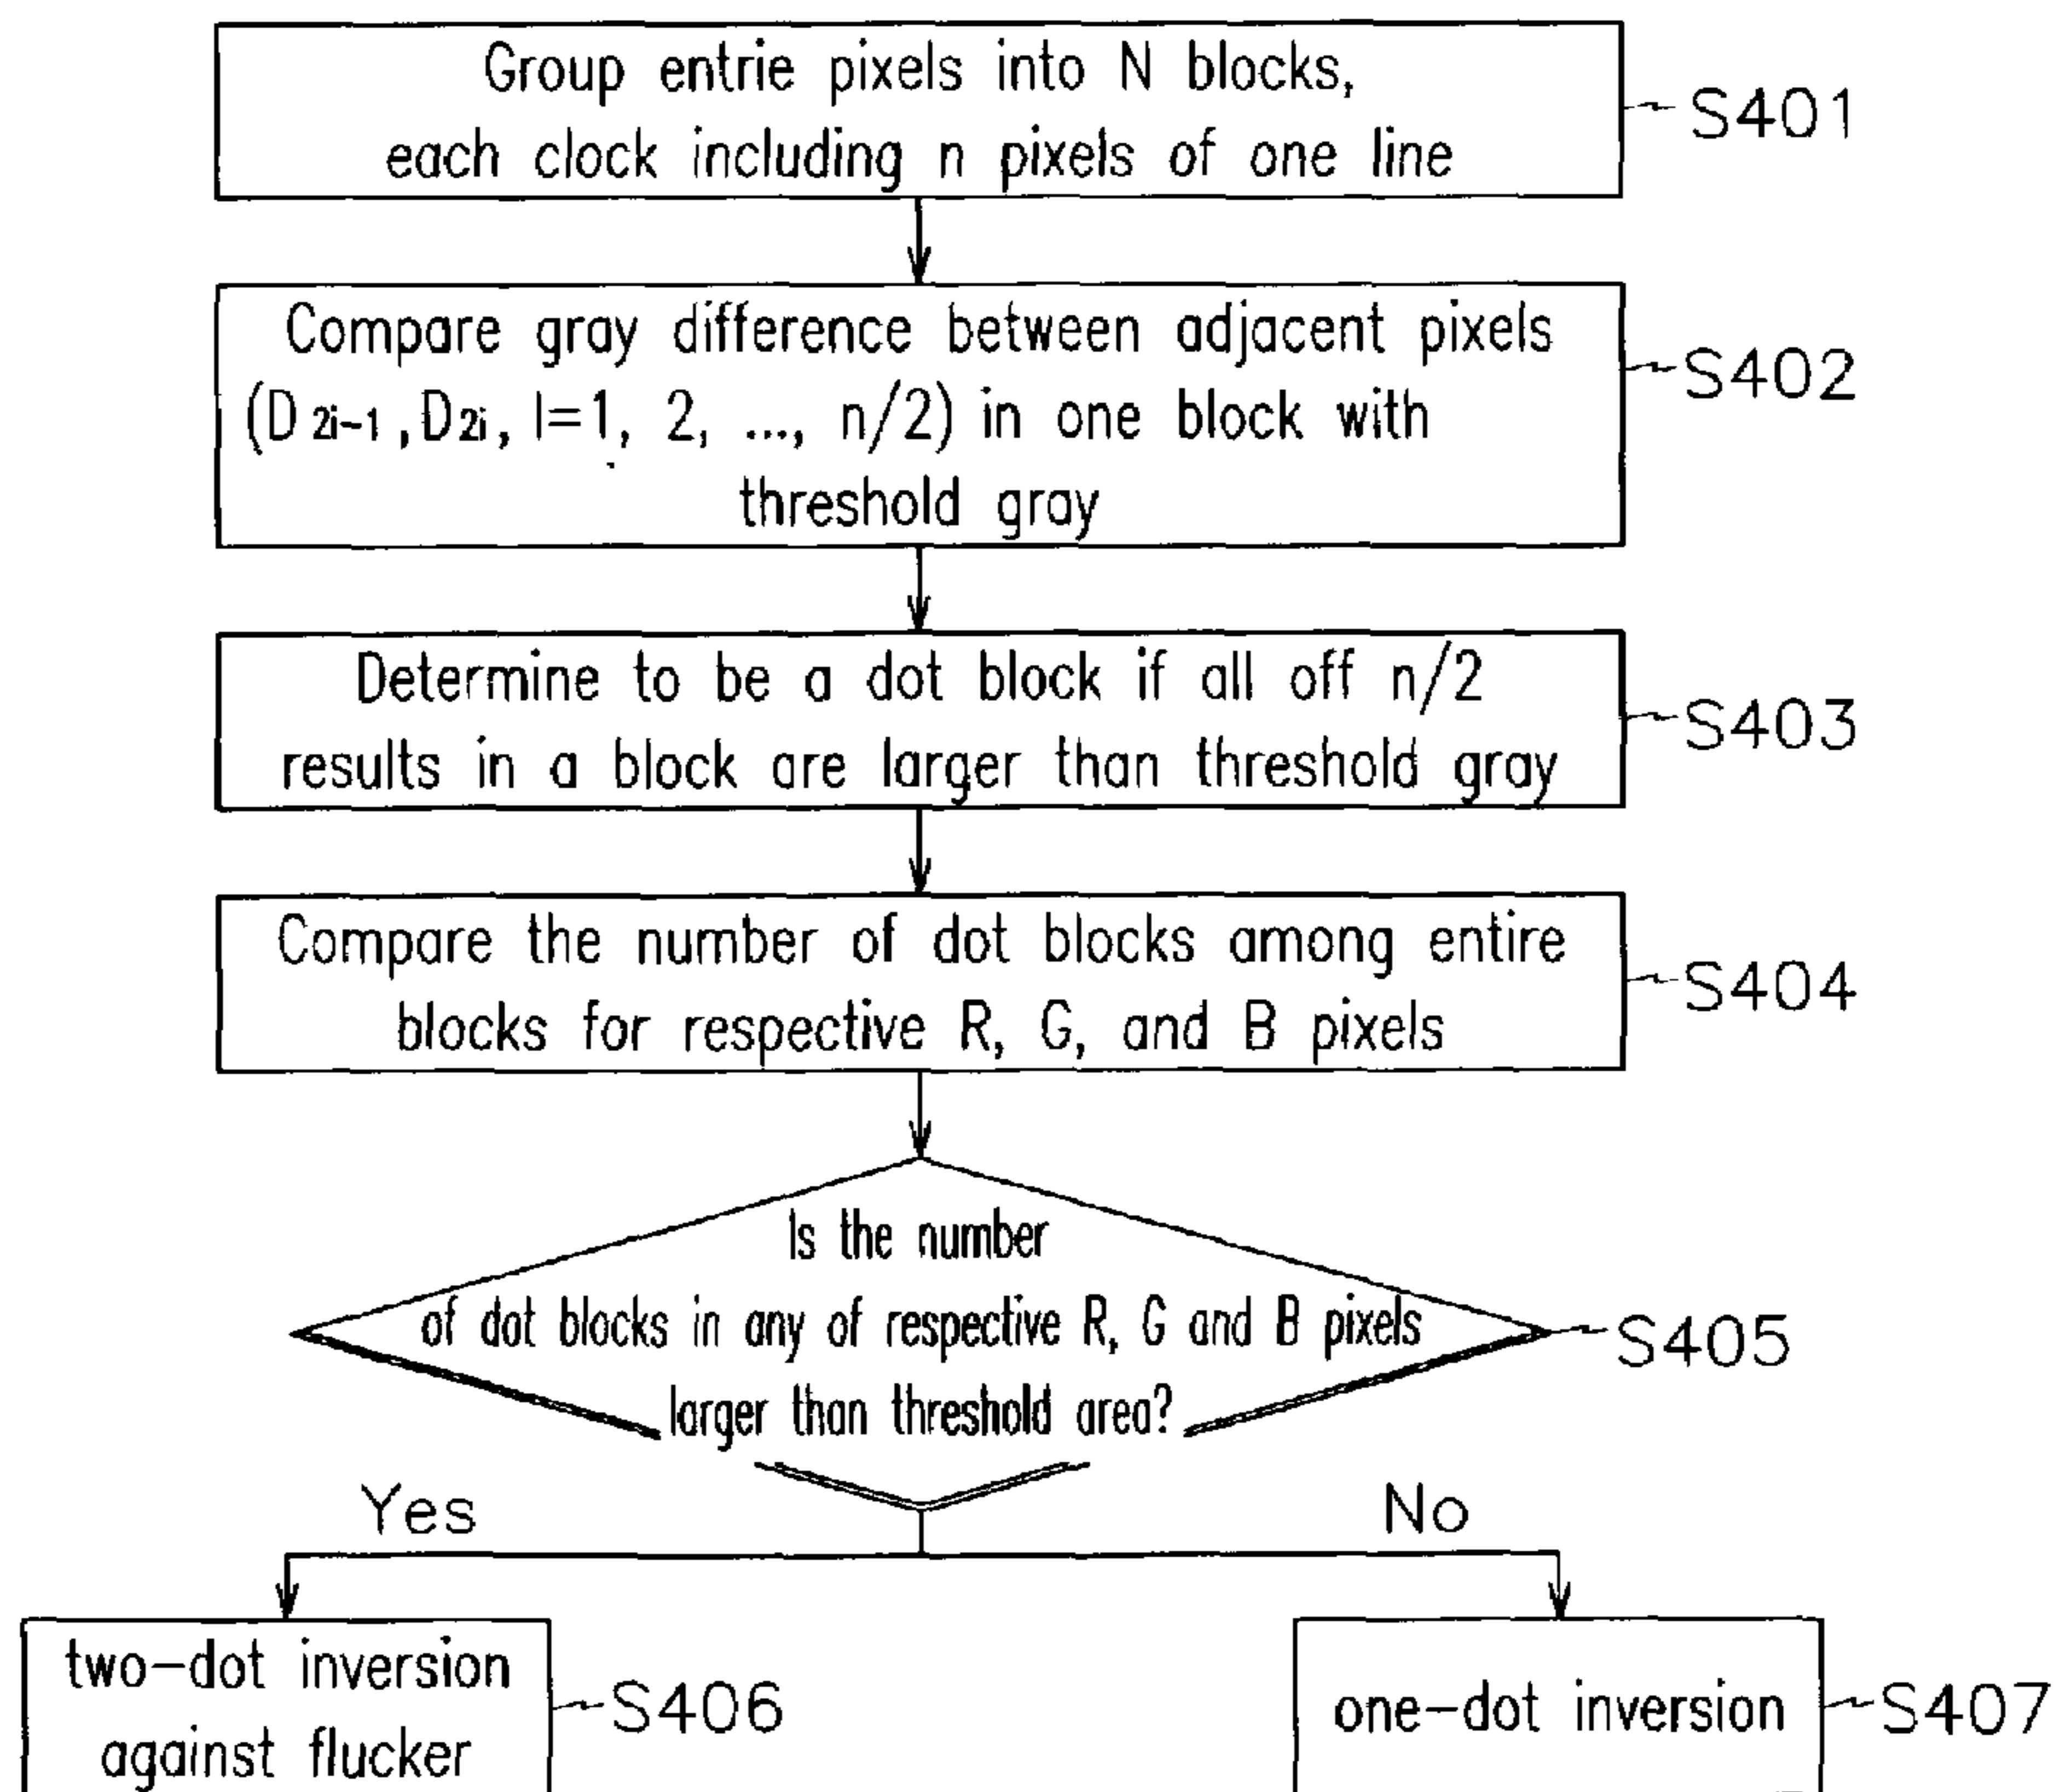 Group entrie pixels into N blocks,
each clock including n pixels of one line
S401
Compare gray difference between adjacent pixels
(D 2i-1 , D2i, I=1, 2, ..., n/2) in one block with
threshold gray
S402
Determine to be a dot block if all off n/2
results in a block are larger than threshold gray
S403
Compare the number of dot blocks among entire
blocks for respective R, G, and B pixels
S404
Is the number
of dot blocks in any of respective R, G and B pixels
larger than threshold area?
S405
Yes
No
two-dot inversion
against flucker
S406
one-dot inversion
S407